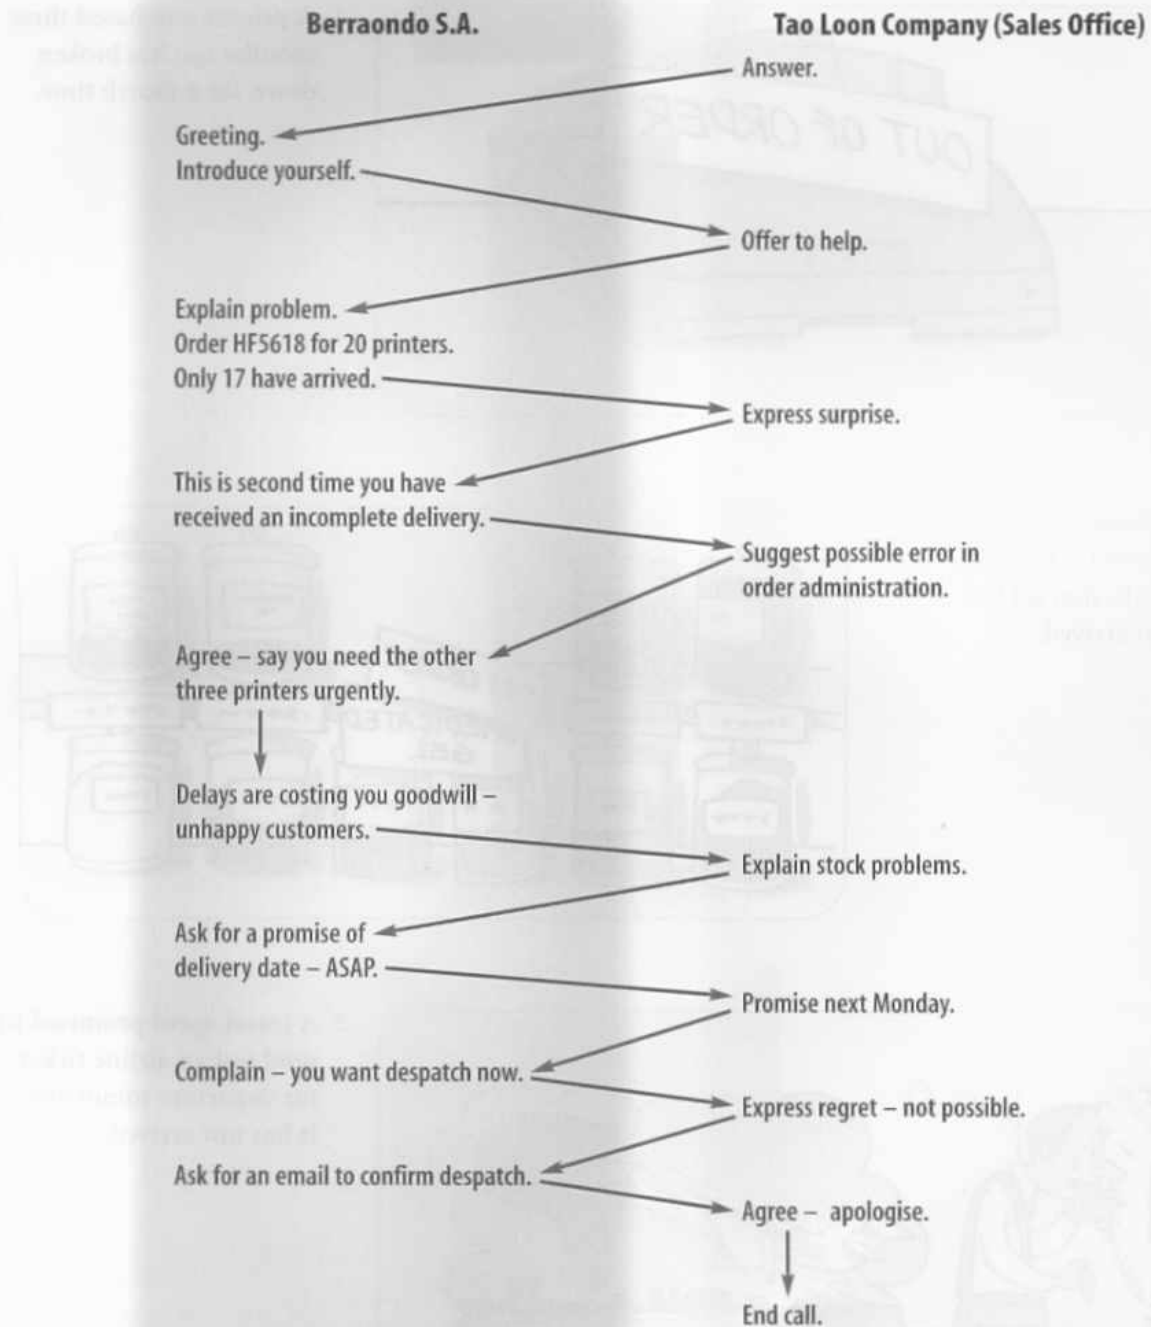 Berraondo S.A.
Tao Loon Company (Sales Office)
Answer.
Greeting.
Introduce yourself.
Offer to help.
Explain problem.
Order HF5618 for 20 printers.
Only 17 have arrived.
Express surprise.
This is second time you have
received an incomplete delivery.
Suggest possible error in
order administration.
Agree – say you need the other
three printers urgently.
Delays are costing you goodwill –
unhappy customers.
Explain stock problems.
Ask for a promise of
delivery date – ASAP.
Promise next Monday.
Complain – you want despatch now.
Express regret – not possible.
Ask for an email to confirm despatch.
Agree – apologise.
End call.
OUT OF ORDER